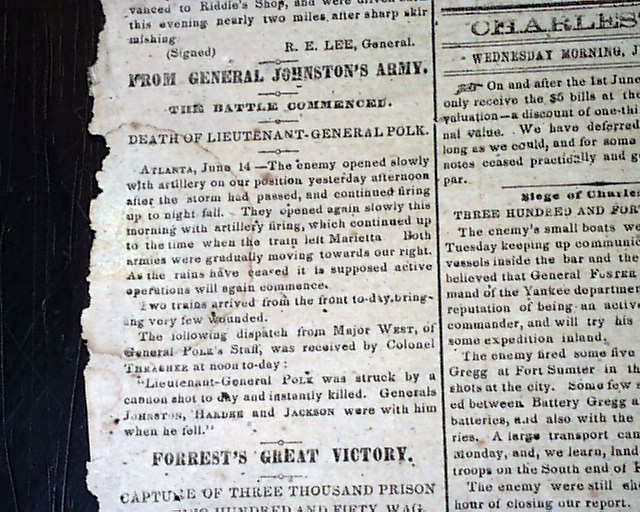 vanced to Riddle's Shop, and were driven
this evening nearly two miles after sharp skir
mishing
(Signed) R. E. LEE, General.
FROM GENERAL JOHNSTON'S ARMY.
THE BATTLE COMMENCED.
DEATH OF LIEUTENANT-GENERAL POLK.
ATLANTA, June 14—The enemy opened slowly
with artillery on our position yesterday afternoon
after the storm had passed, and continued firing
up to night fall. They opened again slowly this
morning with artillery firing, which continued up
to the time when the train left Marietta Both
armies were gradually moving towards our right.
As the rains have ceased it is supposed active
operations will again commence.
Two trains arrived from the front to-day, bring-
ing very few wounded.
The following dispatch from Major WEST, of
General POLK'S Staff, was received by Colonel
THRASHER at noon to-day:
"Lieutenant-General POLK was struck by a
cannon shot to day and instantly killed. Generals
JOHNSTON, HARDEE and JACKSON were with him
when he fell."
FORREST'S GREAT VICTORY.
CAPTURE OF THREE THOUSAND PRISON
TWO HUNDRED AND FIFTY WAG
CHARLES
WEDNESDAY MORNING, J
On and after the 1st June
only receive the $5 bills at the
valuation—a discount of one-thi
nal value. We have deferred
long as we could, and for some
notes ceased practically and g
par.
Siege of Charle
THREE HUNDRED AND FOR
The enemy's small boats we
Tuesday keeping up communi
vessels inside the bar and the
believed that General FOSTER
mand of the Yankee departmen
reputation of being an active
commander, and will try his
some expedition inland.
The enemy fired some five
Gregg at Fort Sumter in th
shots at the city. Some few s
ed between Battery Gregg a
batteries, and also with the
ries. A large transport cam
Monday, and, we learn, land
troops on the South end of
The enemy were still she
hour of closing our report.